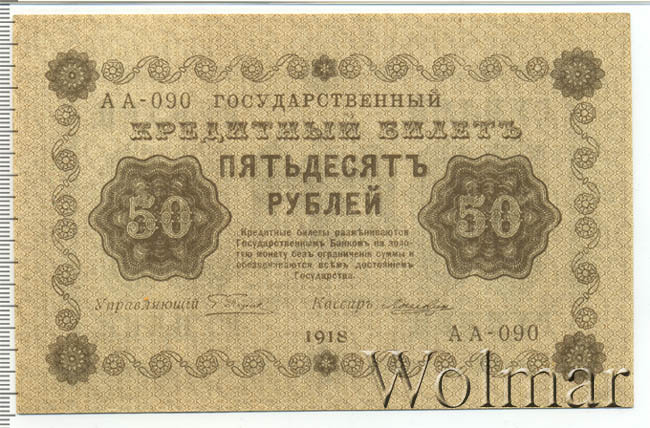 АА-090 ГОСУДАРСТВЕННЫЙ
КРЕДИТНЫЙ БИЛЕТЪ
ПЯТЬДЕСЯТЪ
РУБЛЕЙ
50
50
Кредитные билеты размѣниваются
Государственнымъ Банкомъ на золо-
тую монету безъ ограниченія суммы и
обезпечиваются всѣмъ достояніемъ
Государства.
Управляющій
Кассиръ
1918
АА-090
Wolmar